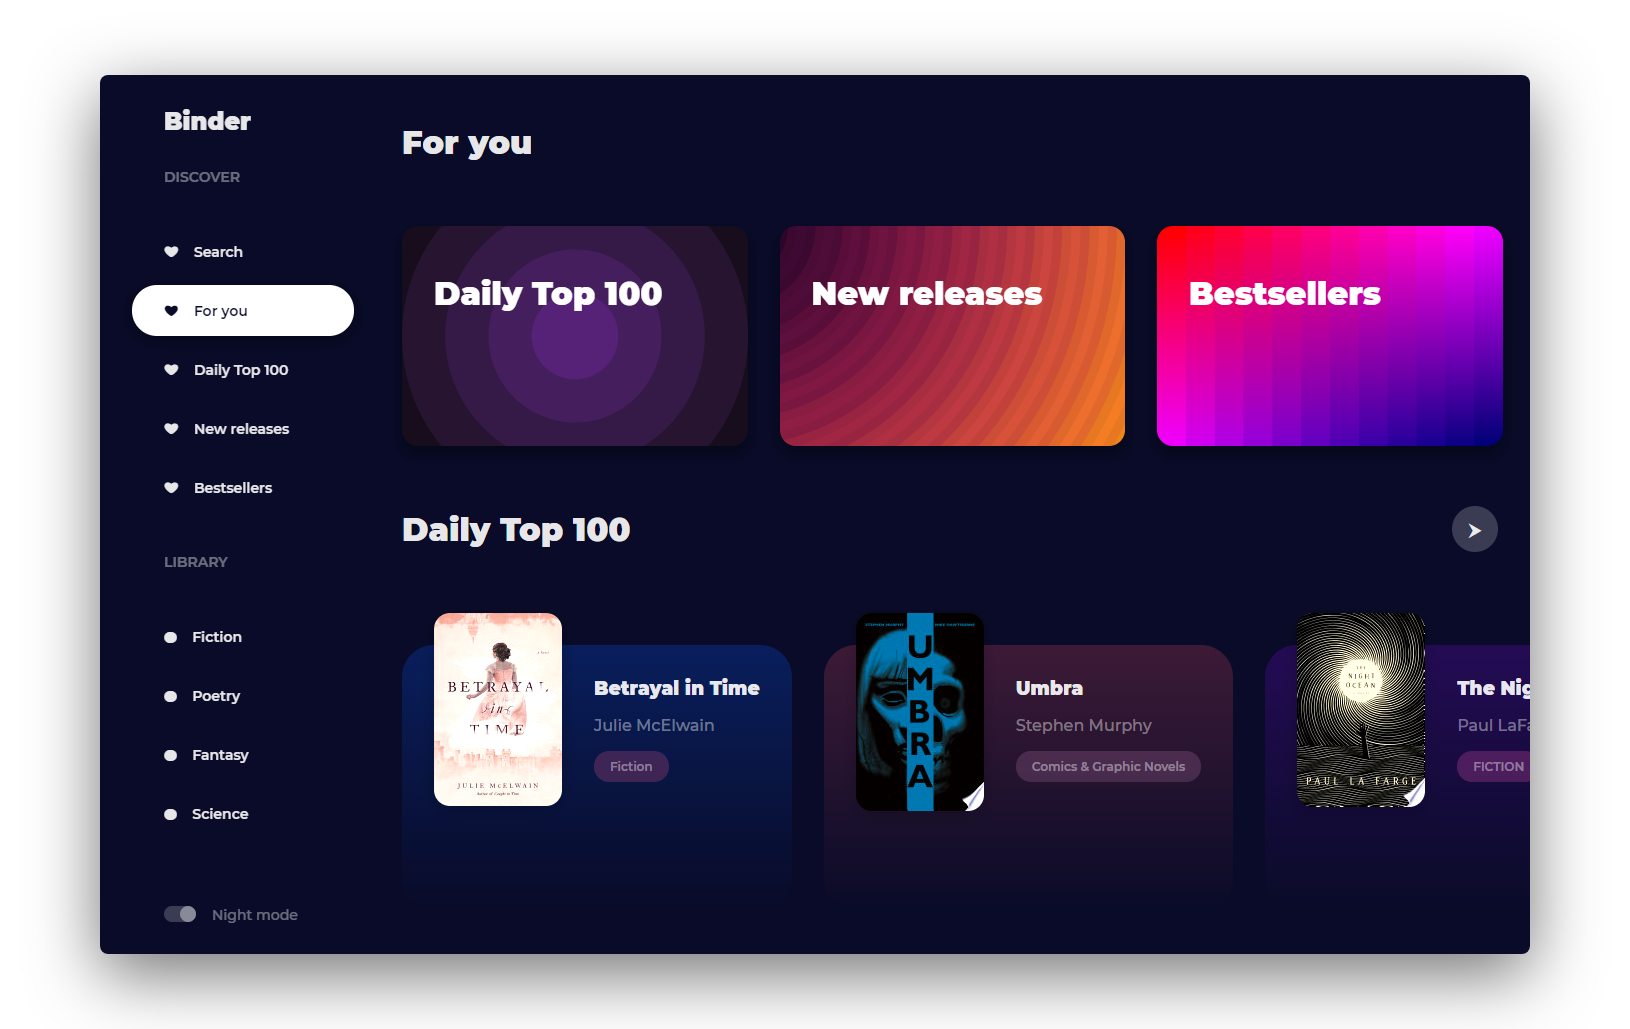 Binder
DISCOVER
Search
For you
Daily Top 100
New releases
Bestsellers
LIBRARY
Fiction
Poetry
Fantasy
Science
Night mode
For you
Daily Top 100
New releases
Bestsellers
Daily Top 100
BETRAYAL
in
TIME
JULIE McELWAIN
Betrayal in Time
Julie McElwain
Fiction
STEPHEN MURPHY
UMBRA
Umbra
Stephen Murphy
Comics & Graphic Novels
THE
NIGHT
OCEAN
PAUL LA FARGE
The Nig
Paul LaFa
FICTION